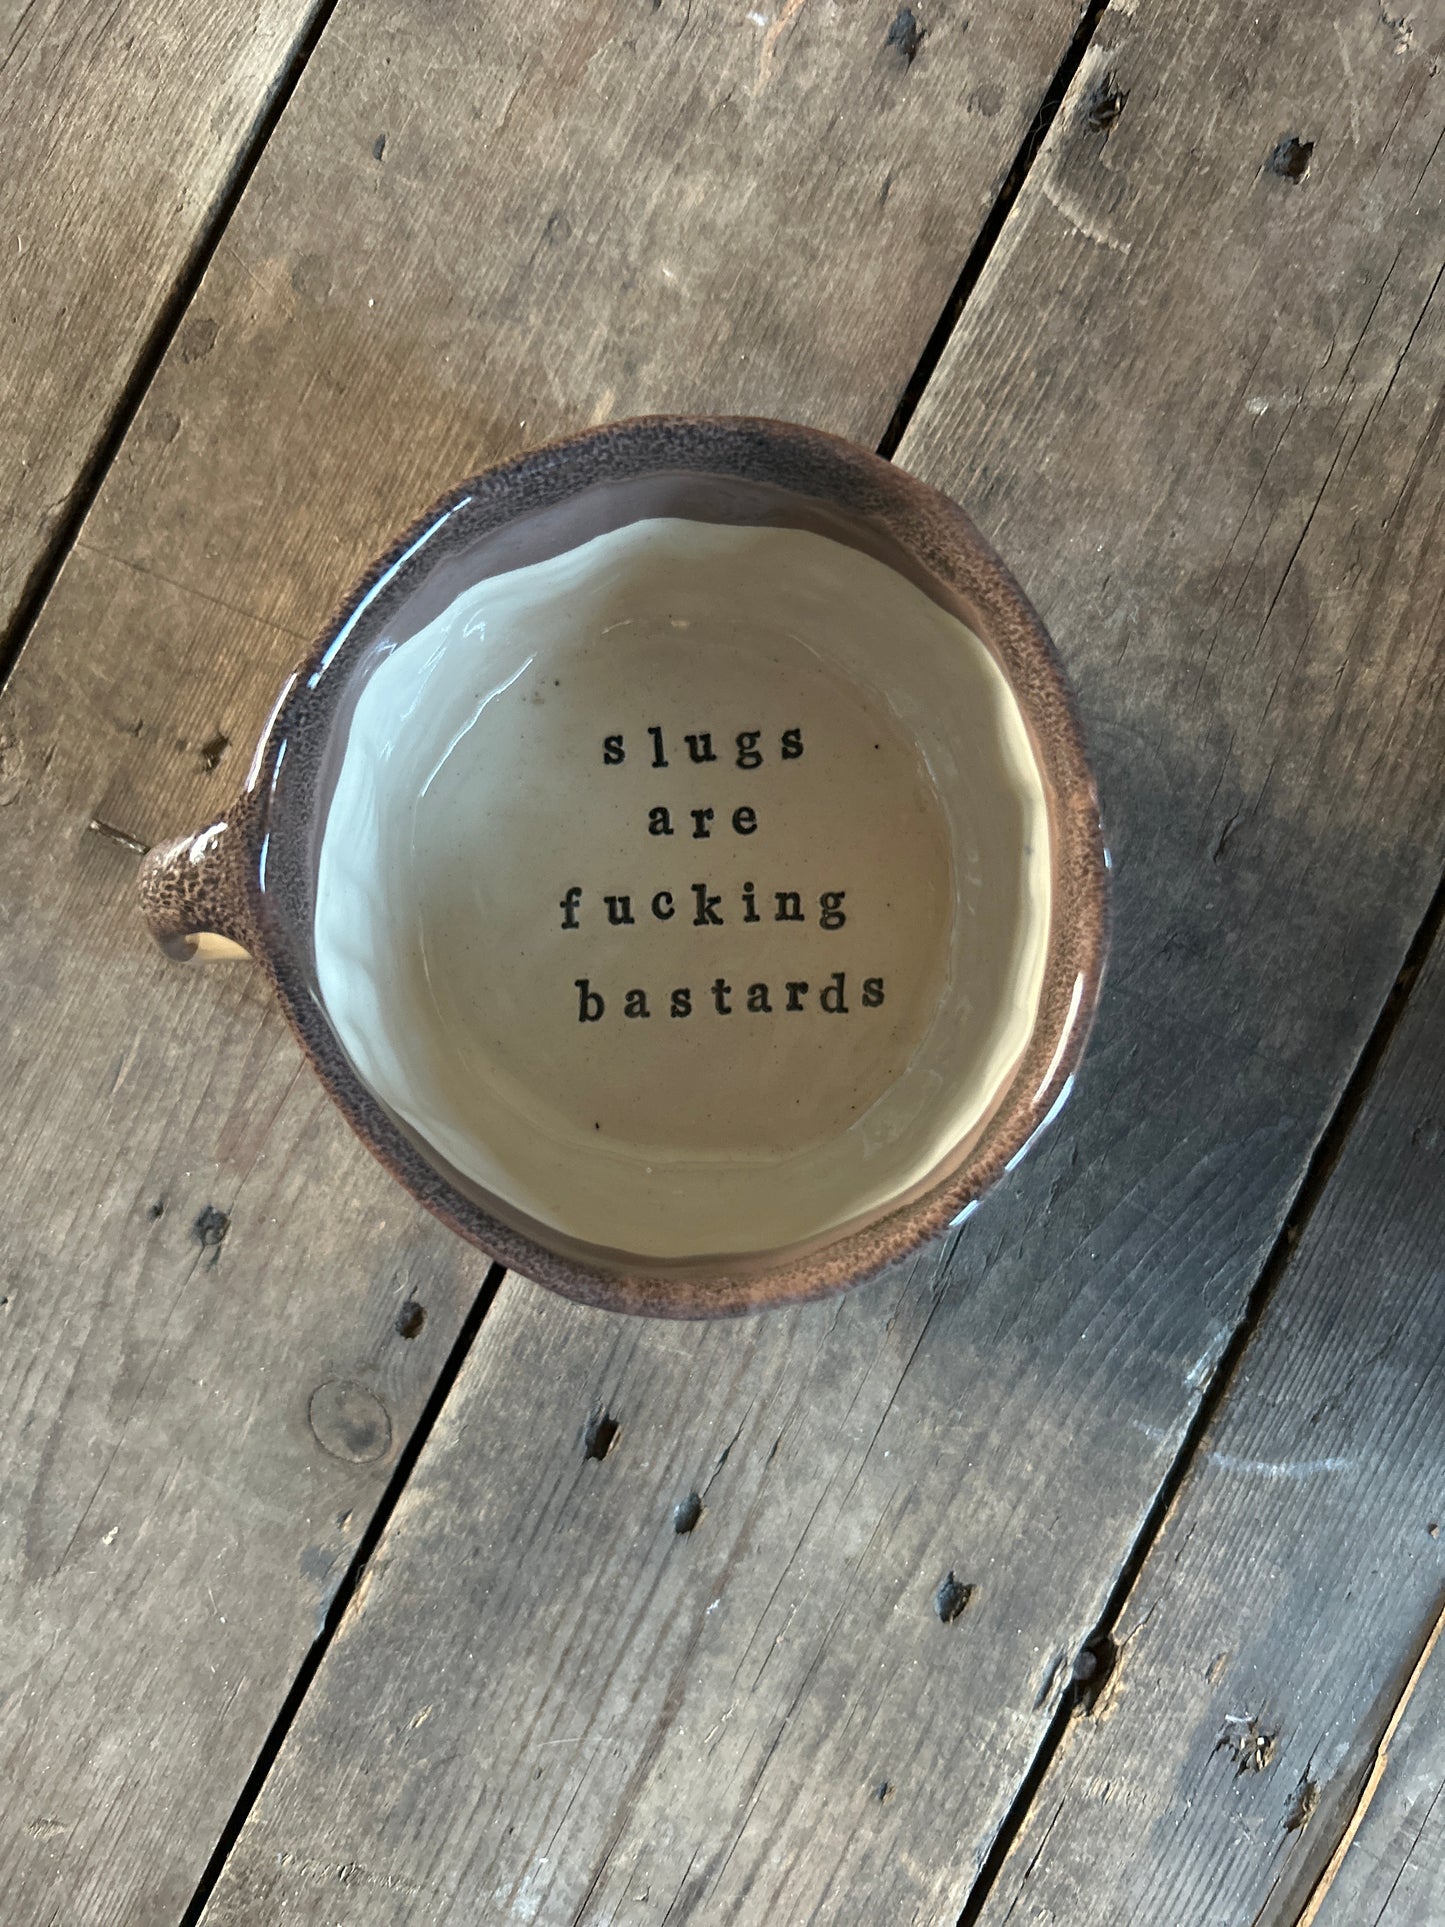 slugs
are
fucking
bastards